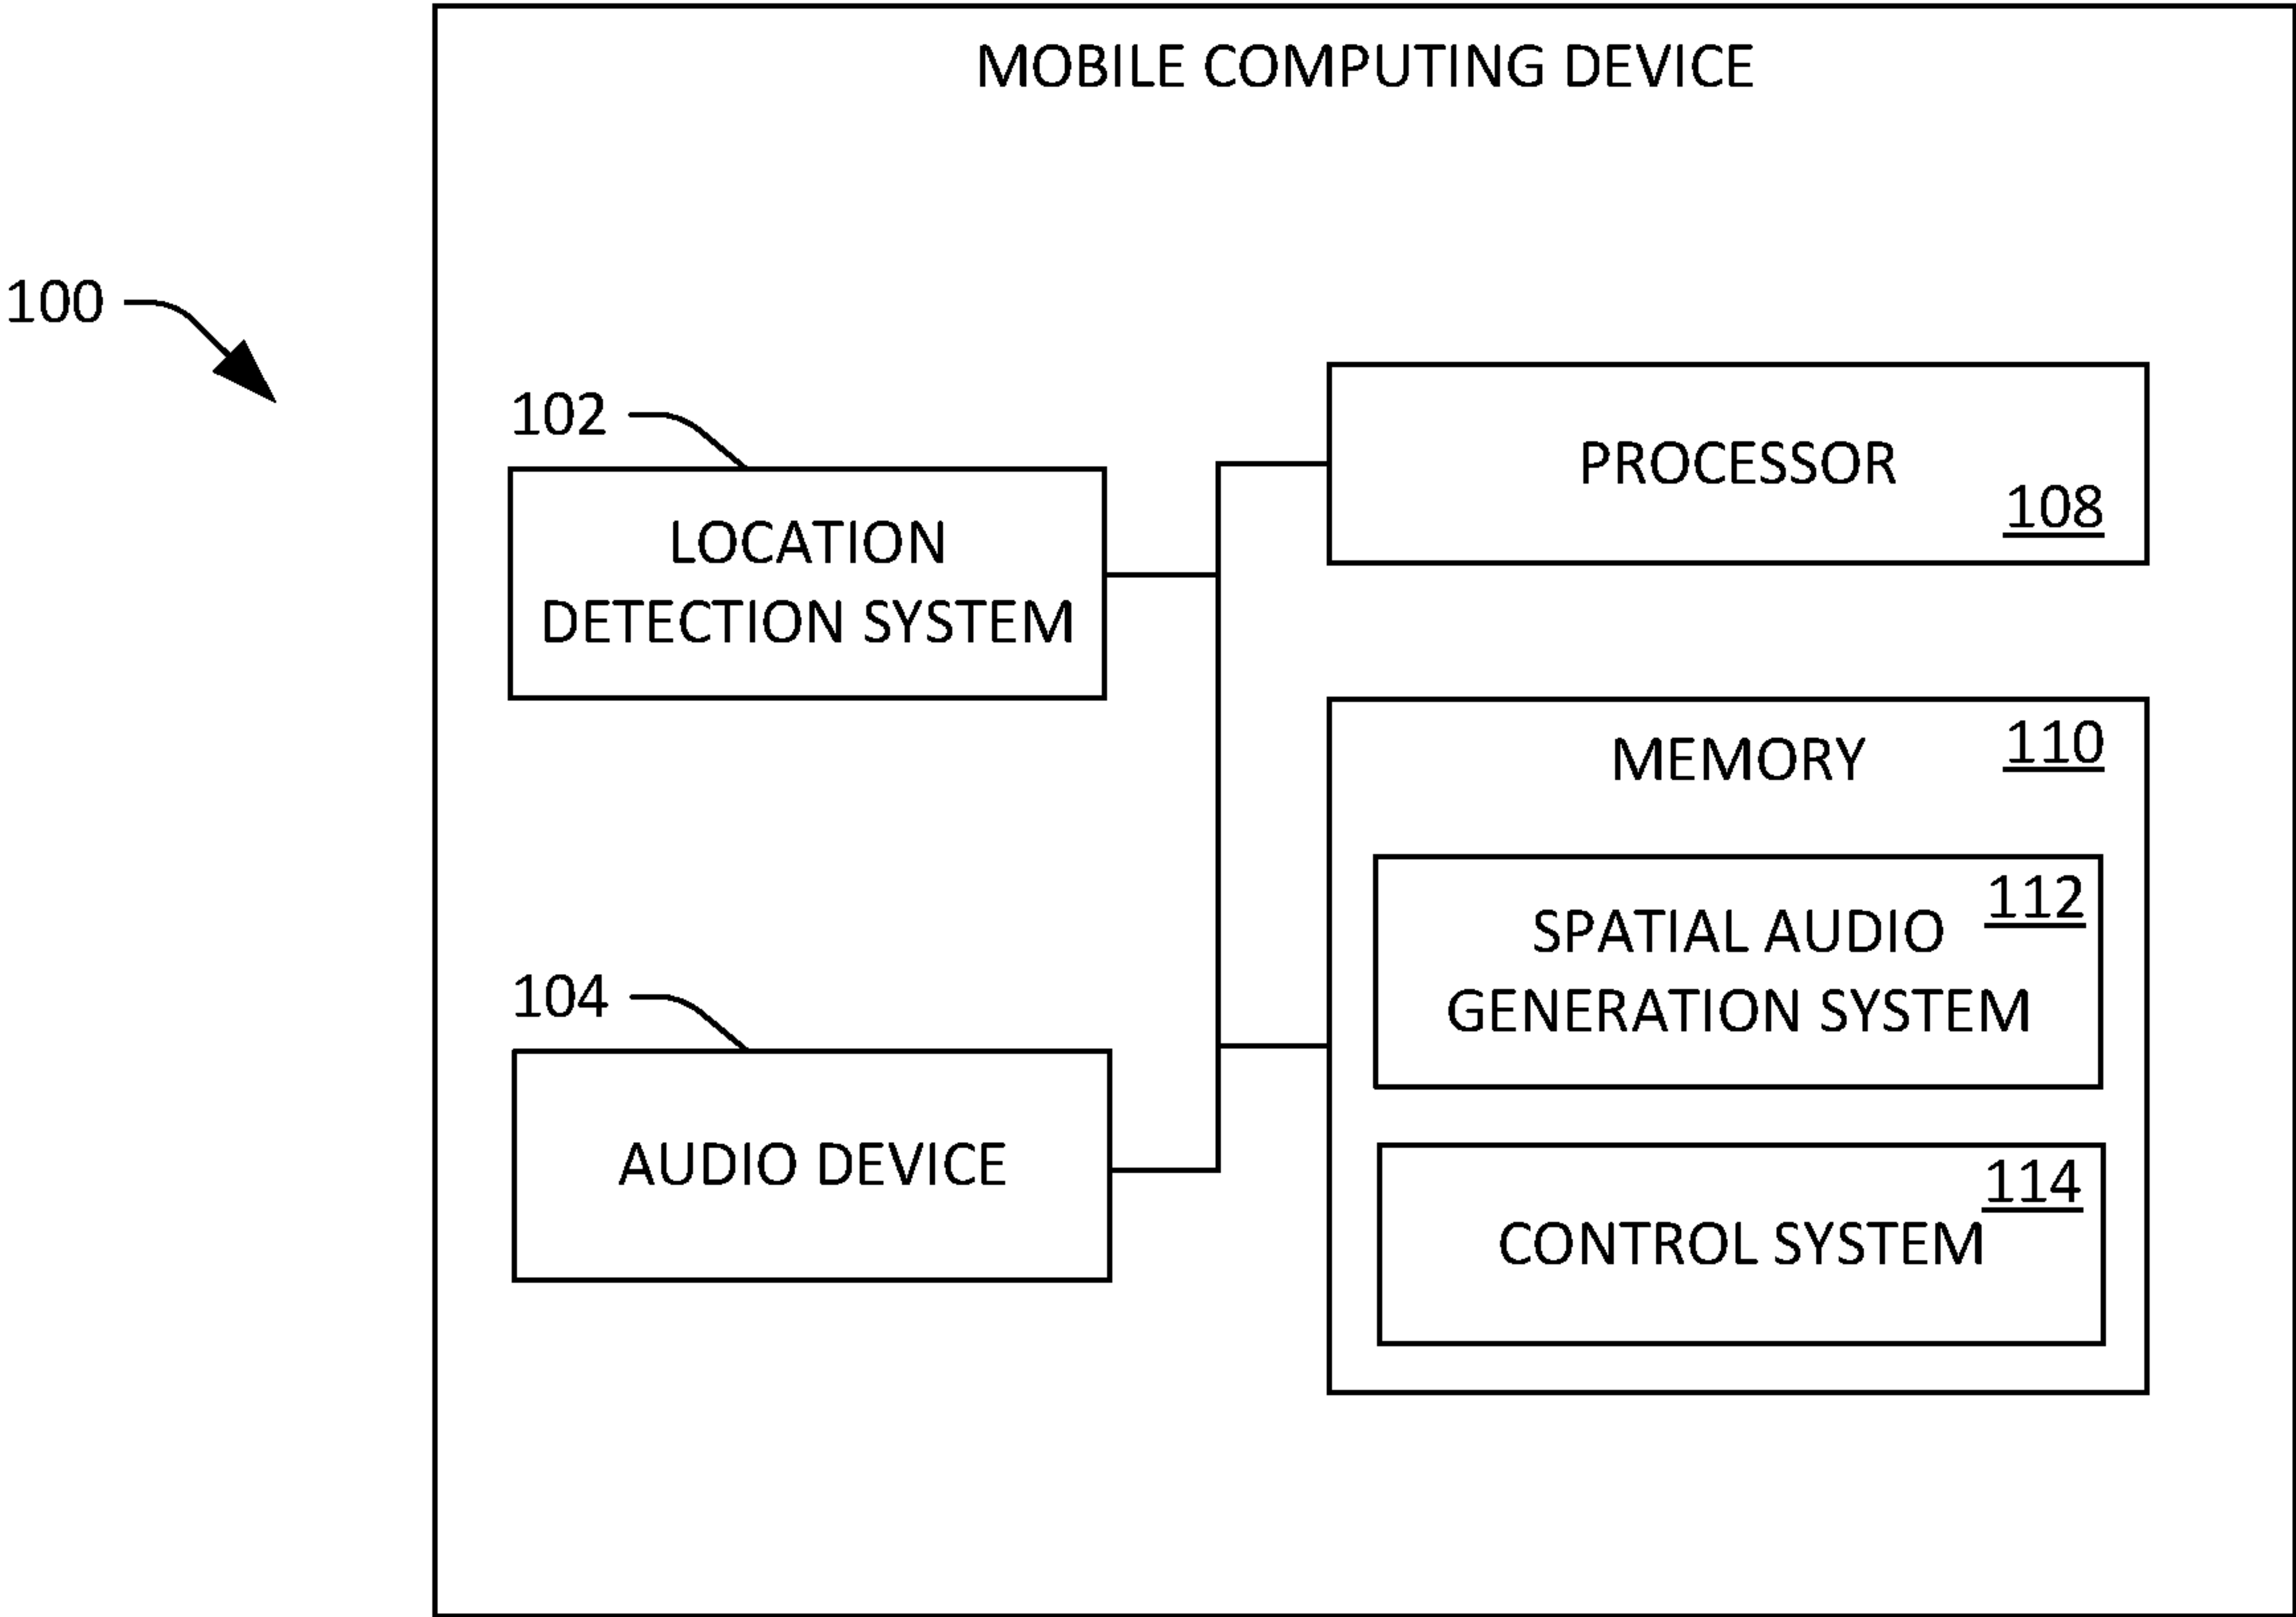 MOBILE COMPUTING DEVICE
100
102
LOCATION
DETECTION SYSTEM
PROCESSOR
108
MEMORY
110
112
SPATIAL AUDIO
GENERATION SYSTEM
104
AUDIO DEVICE
114
CONTROL SYSTEM